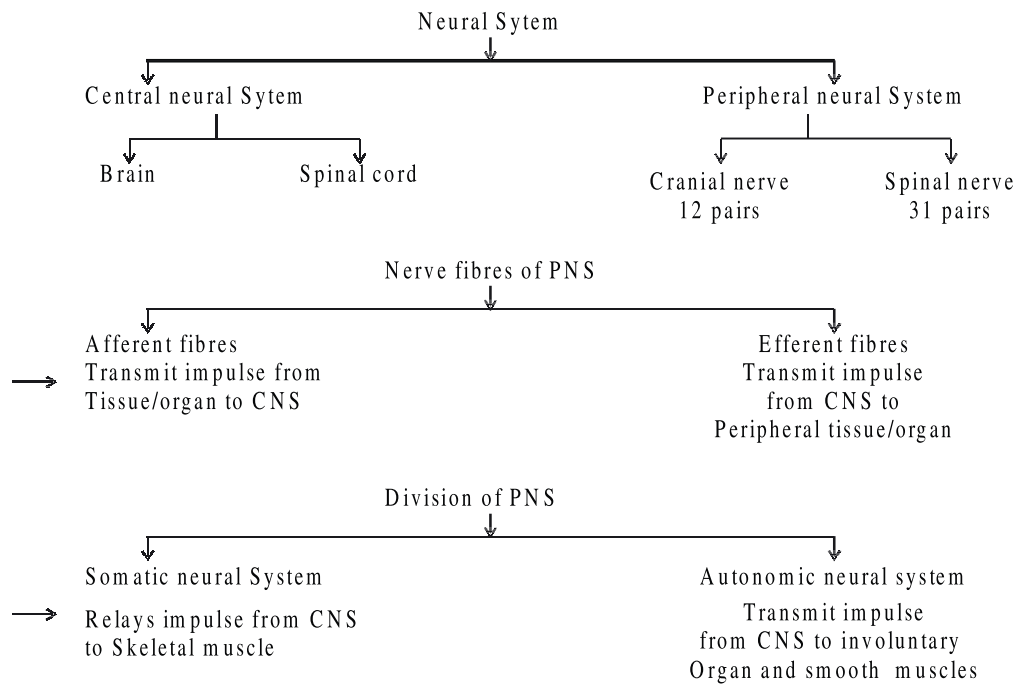 Neural Sytem
Central neural Sytem
Peripheral neural System
Brain
Spinal cord
Cranial nerve
12 pairs
Spinal nerve
31 pairs
Nerve fibres of PNS
Afferent fibres
Transmit impulse from
Tissue/organ to CNS
Efferent fibres
Transmit impulse
from CNS to
Peripheral tissue/organ
Division of PNS
Somatic neural System
Relays impulse from CNS
to Skeletal muscle
Autonomic neural system
Transmit impulse
from CNS to involuntary
Organ and smooth muscles